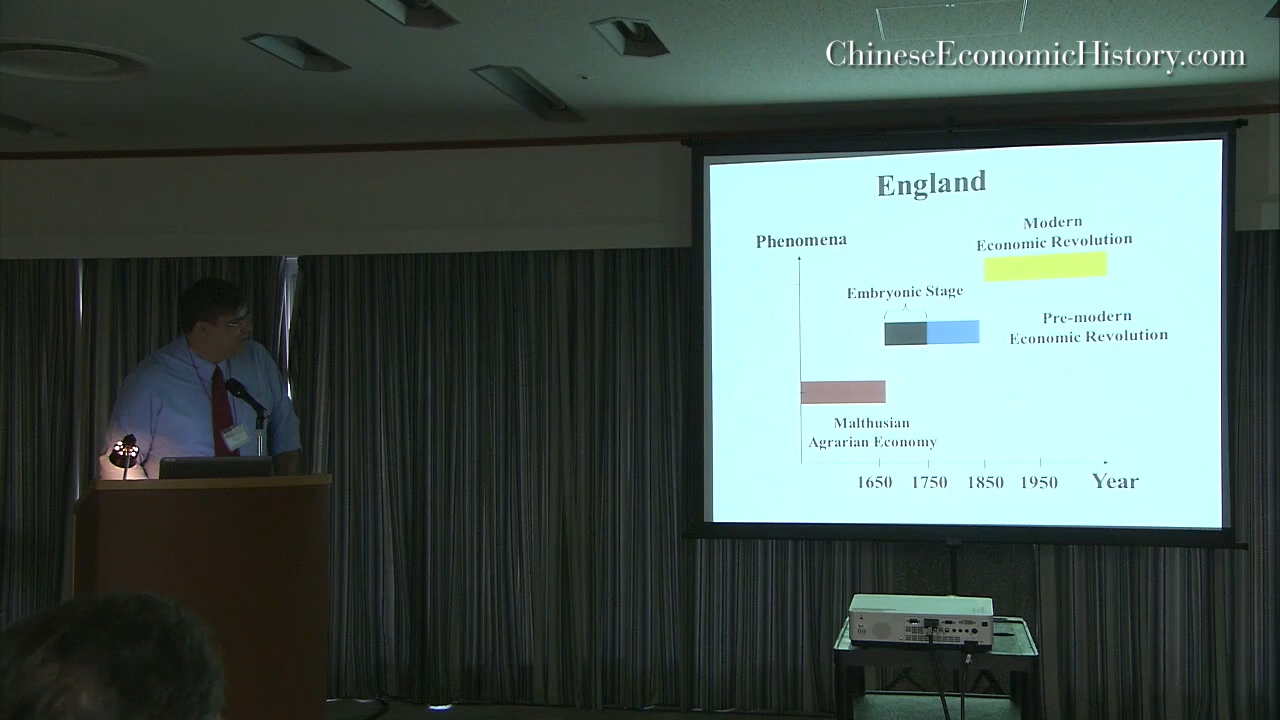 ChineseEconomicHistory.com
England
Modern
Economic Revolution
Phenomena
Embryonic Stage
Pre-modern
Economic Revolution
Malthusian
Agrarian Economy
1650 1750 1850 1950 Year